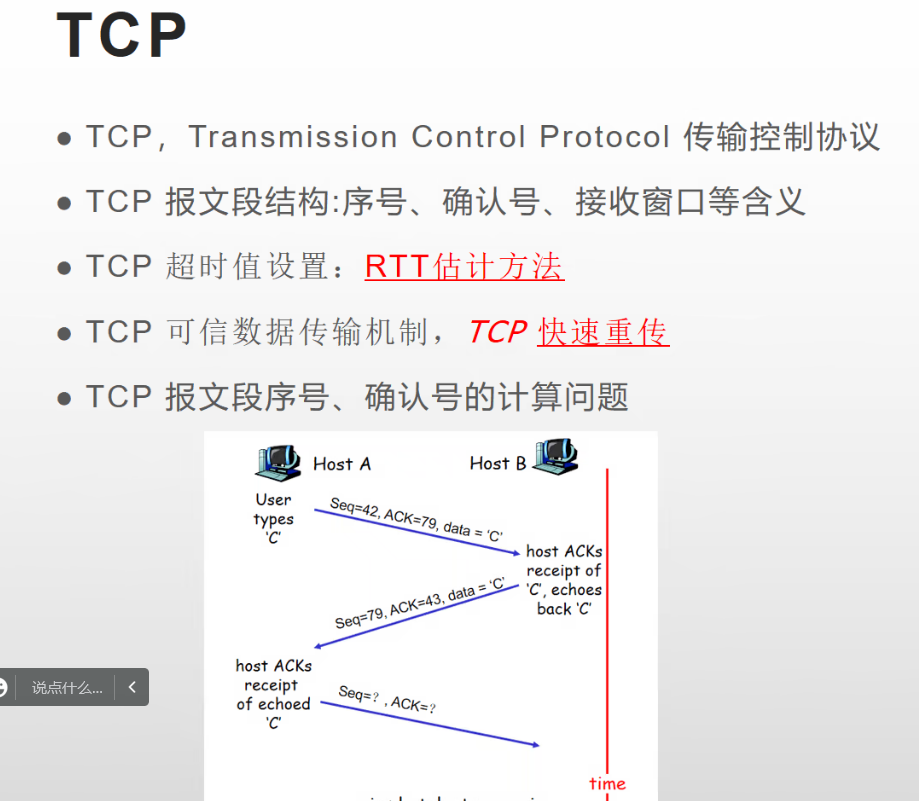 TCP
● TCP，Transmission Control Protocol 传输控制协议
● TCP 报文段结构:序号、确认号、接收窗口等含义
● TCP 超时值设置：RTT估计方法
● TCP 可信数据传输机制，TCP 快速重传
● TCP 报文段序号、确认号的计算问题
Host A
Host B
User
types
‘C’
Seq=42, ACK=79, data = ‘C’
host ACKs
receipt of
‘C’, echoes
back ‘C’
Seq=79, ACK=43, data = ‘C’
host ACKs
receipt
of echoed
‘C’
Seq=? , ACK=?
time
说点什么...